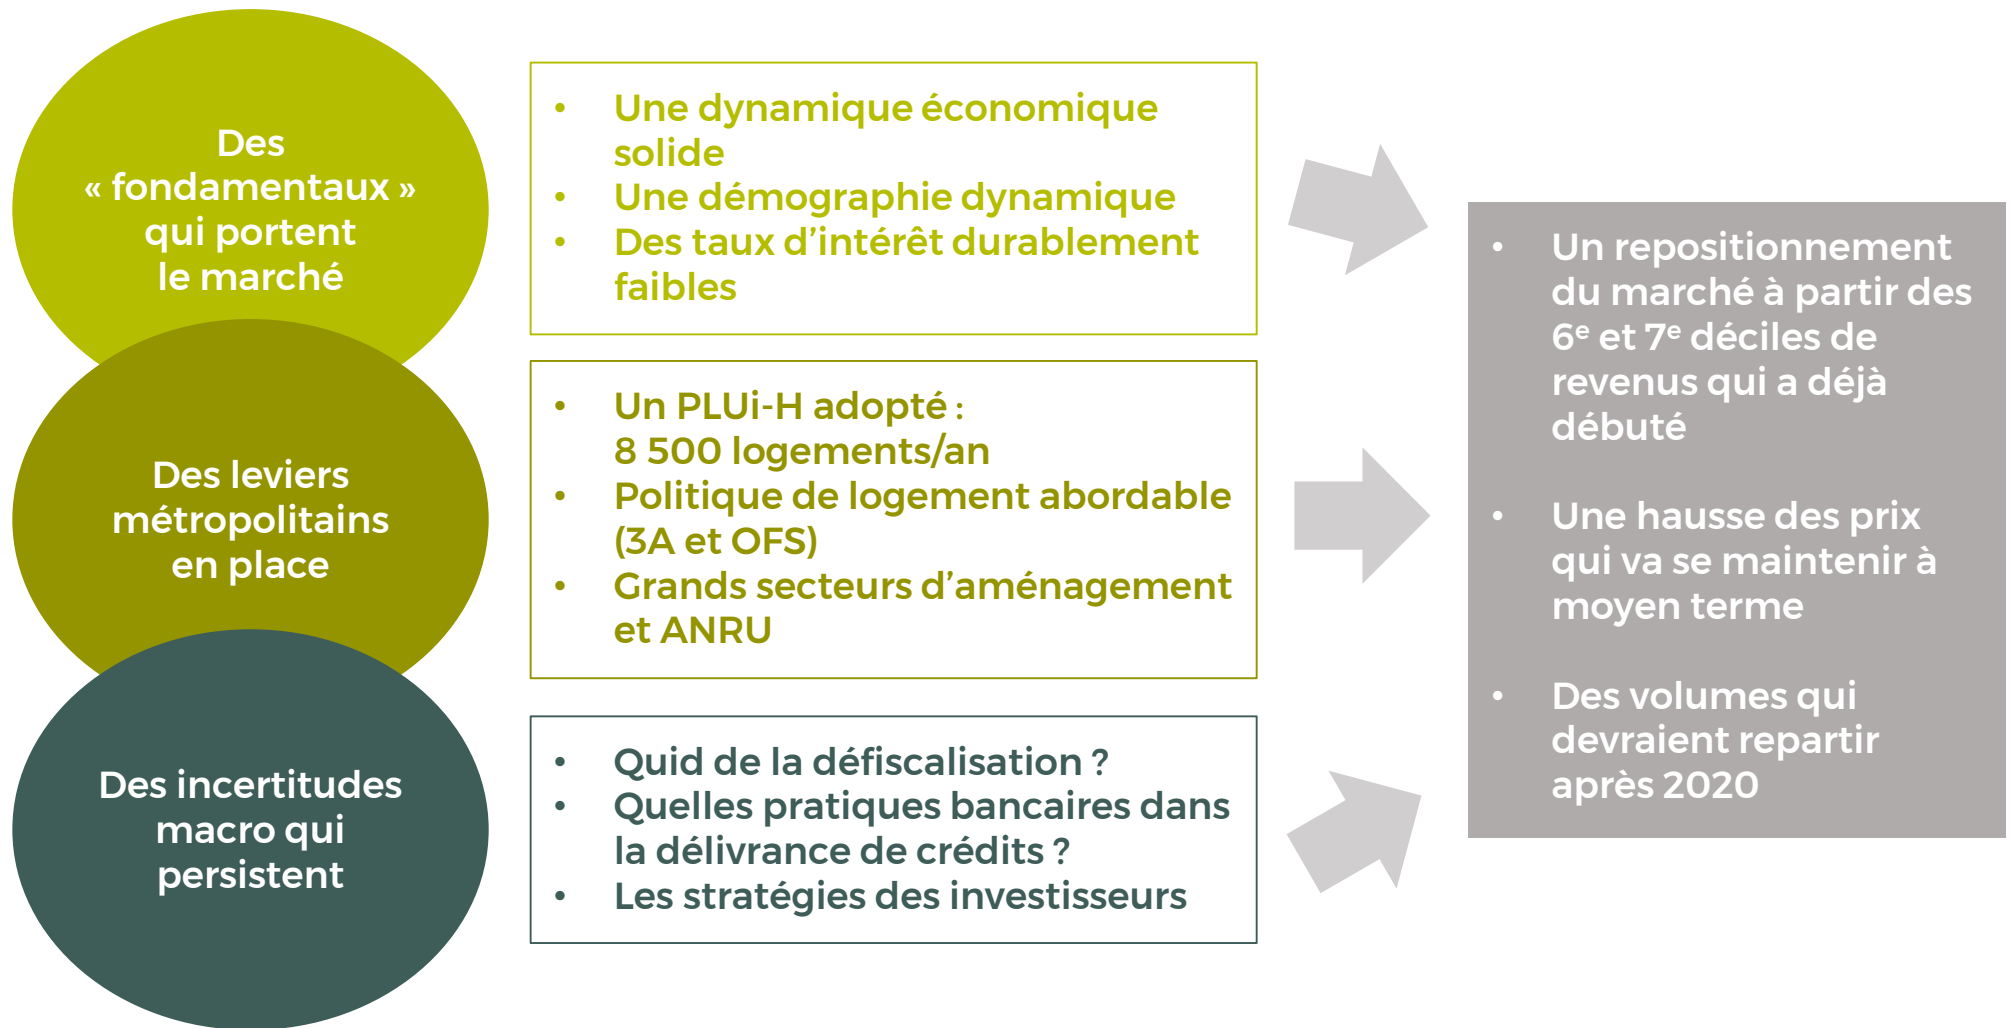 Des
« fondamentaux »
qui portent
le marché
• Une dynamique économique
solide
• Une démographie dynamique
• Des taux d’intérêt durablement
faibles
Des leviers
métropolitains
en place
• Un PLUi-H adopté :
8 500 logements/an
• Politique de logement abordable
(3A et OFS)
• Grands secteurs d’aménagement
et ANRU
Des incertitudes
macro qui
persistent
• Quid de la défiscalisation ?
• Quelles pratiques bancaires dans
la délivrance de crédits ?
• Les stratégies des investisseurs
• Un repositionnement
du marché à partir des
6ᵉ et 7ᵉ déciles de
revenus qui a déjà
débuté
• Une hausse des prix
qui va se maintenir à
moyen terme
• Des volumes qui
devraient repartir
après 2020